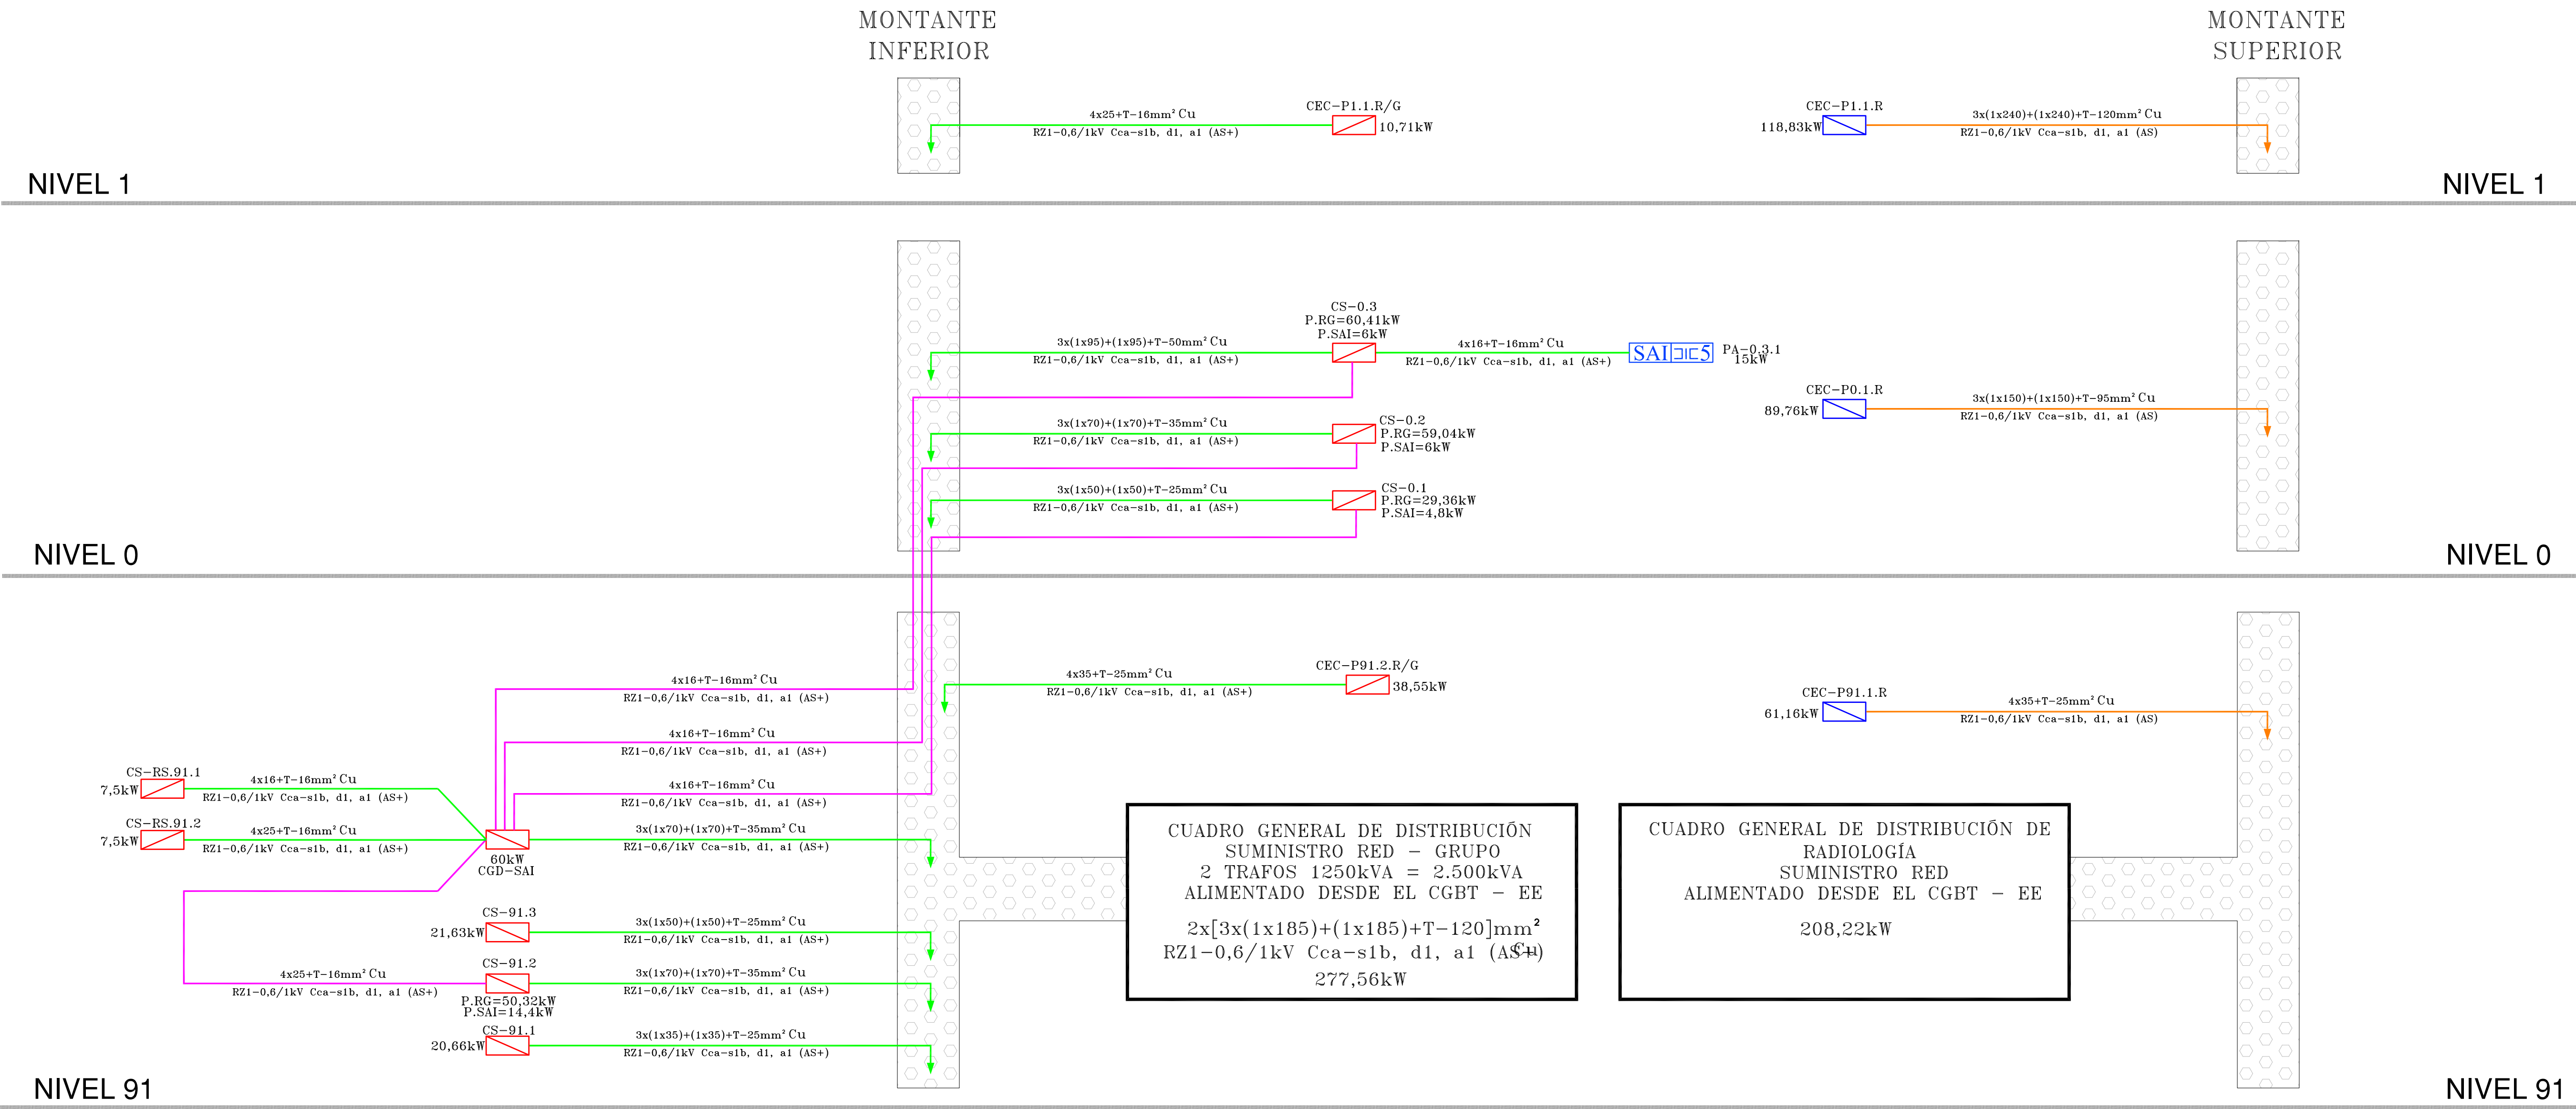 MONTANTE
INFERIOR
MONTANTE
SUPERIOR
4x25+T-16mm² Cu
RZ1-0,6/1kV Cca-s1b, d1, a1 (AS+)
CEC-P1.1.R/G
10,71kW
CEC-P1.1.R
118,83kW
3x(1x240)+(1x240)+T-120mm² Cu
RZ1-0,6/1kV Cca-s1b, d1, a1 (AS)
NIVEL 1
NIVEL 1
CS-0.3
P.RG=60,41kW
P.SAI=6kW
3x(1x95)+(1x95)+T-50mm² Cu
RZ1-0,6/1kV Cca-s1b, d1, a1 (AS+)
4x16+T-16mm² Cu
RZ1-0,6/1kV Cca-s1b, d1, a1 (AS+)
SAI
5
PA-0.3.1
15kW
CEC-P0.1.R
89,76kW
3x(1x150)+(1x150)+T-95mm² Cu
RZ1-0,6/1kV Cca-s1b, d1, a1 (AS)
3x(1x70)+(1x70)+T-35mm² Cu
RZ1-0,6/1kV Cca-s1b, d1, a1 (AS+)
CS-0.2
P.RG=59,04kW
P.SAI=6kW
3x(1x50)+(1x50)+T-25mm² Cu
RZ1-0,6/1kV Cca-s1b, d1, a1 (AS+)
CS-0.1
P.RG=29,36kW
P.SAI=4,8kW
NIVEL 0
NIVEL 0
4x16+T-16mm² Cu
RZ1-0,6/1kV Cca-s1b, d1, a1 (AS+)
4x35+T-25mm² Cu
RZ1-0,6/1kV Cca-s1b, d1, a1 (AS+)
CEC-P91.2.R/G
38,55kW
CEC-P91.1.R
61,16kW
4x35+T-25mm² Cu
RZ1-0,6/1kV Cca-s1b, d1, a1 (AS)
4x16+T-16mm² Cu
RZ1-0,6/1kV Cca-s1b, d1, a1 (AS+)
CS-RS.91.1
7,5kW
4x16+T-16mm² Cu
RZ1-0,6/1kV Cca-s1b, d1, a1 (AS+)
4x16+T-16mm² Cu
RZ1-0,6/1kV Cca-s1b, d1, a1 (AS+)
CS-RS.91.2
7,5kW
4x25+T-16mm² Cu
RZ1-0,6/1kV Cca-s1b, d1, a1 (AS+)
60kW
CGD-SAI
3x(1x70)+(1x70)+T-35mm² Cu
RZ1-0,6/1kV Cca-s1b, d1, a1 (AS+)
CS-91.3
21,63kW
3x(1x50)+(1x50)+T-25mm² Cu
RZ1-0,6/1kV Cca-s1b, d1, a1 (AS+)
4x25+T-16mm² Cu
RZ1-0,6/1kV Cca-s1b, d1, a1 (AS+)
CS-91.2
P.RG=50,32kW
P.SAI=14,4kW
3x(1x70)+(1x70)+T-35mm² Cu
RZ1-0,6/1kV Cca-s1b, d1, a1 (AS+)
CS-91.1
20,66kW
3x(1x35)+(1x35)+T-25mm² Cu
RZ1-0,6/1kV Cca-s1b, d1, a1 (AS+)
CUADRO GENERAL DE DISTRIBUCIÓN
SUMINISTRO RED - GRUPO
2 TRAFOS 1250kVA = 2.500kVA
ALIMENTADO DESDE EL CGBT - EE
2x[3x(1x185)+(1x185)+T-120]mm²
Cu
RZ1-0,6/1kV Cca-s1b, d1, a1 (AS+)
277,56kW
CUADRO GENERAL DE DISTRIBUCIÓN DE
RADIOLOGÍA
SUMINISTRO RED
ALIMENTADO DESDE EL CGBT - EE
208,22kW
NIVEL 91
NIVEL 91